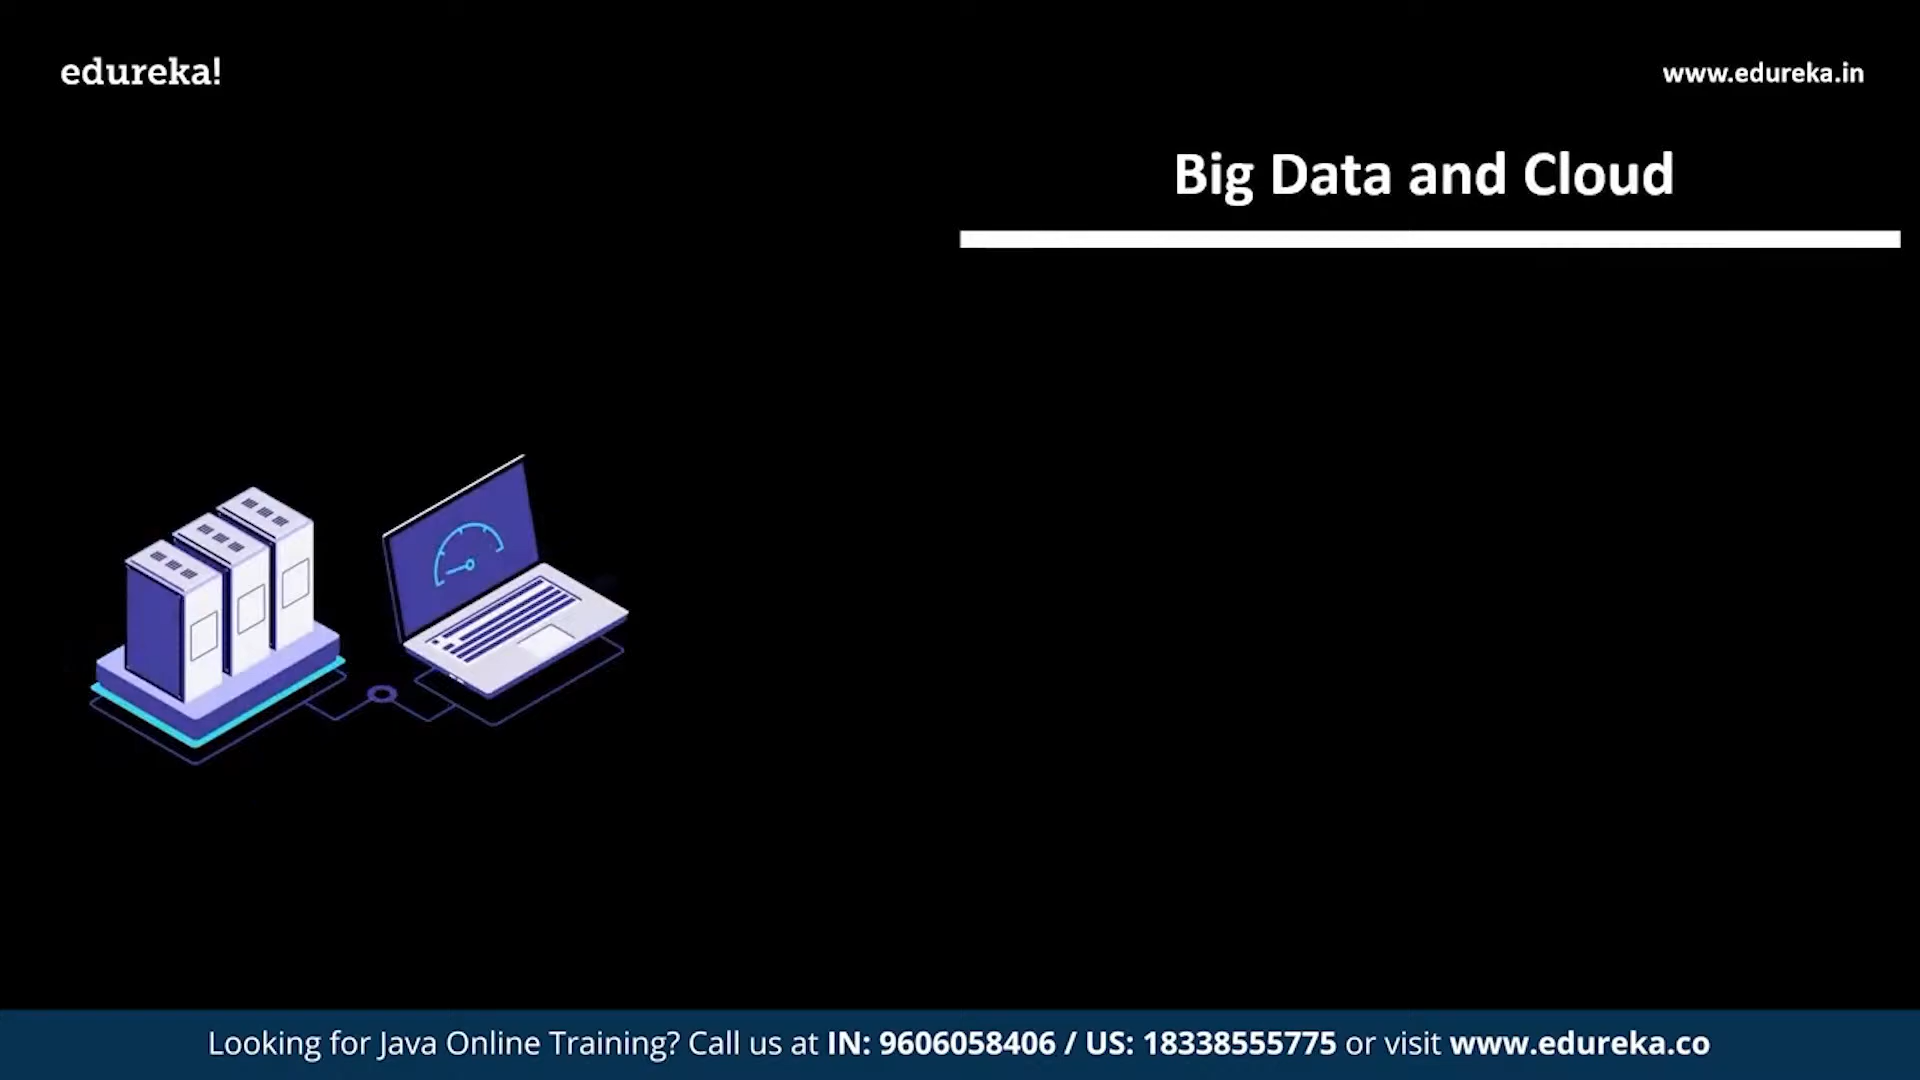 edureka!
www.edureka.in
Big Data and Cloud
Looking for Java Online Training? Call us at IN: 9606058406 / US: 18338555775 or visit www.edureka.co